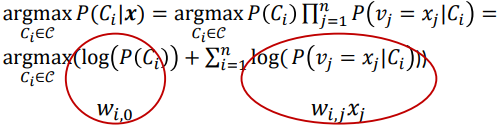 argmax P(C_i|x) = argmax P(C_i) ∏_{j=1}^{n} P(v_j = x_j|C_i) =
C_i∈𝒞 C_i∈𝒞
argmax(log(P(C_i)) + ∑_{i=1}^{n} log( P(v_j = x_j|C_i)))
C_i∈𝒞
w_{i,0} w_{i,j}x_j